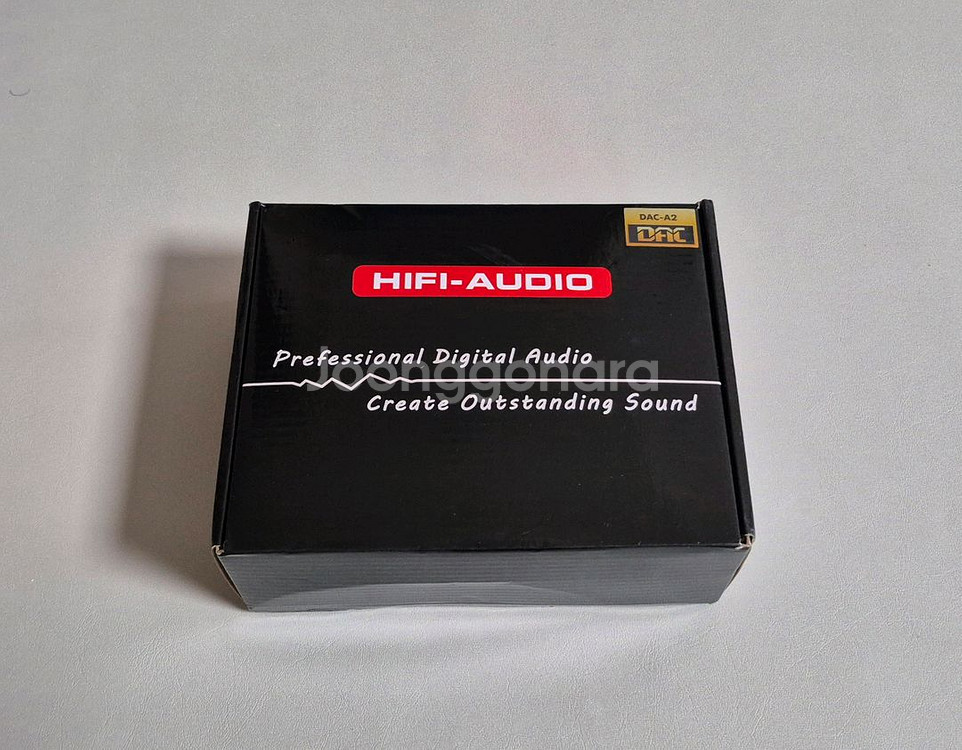 DAC-A2
DAC
HIFI-AUDIO
Prefessional Digital Audio
Joonggonara
Create Outstanding Sound